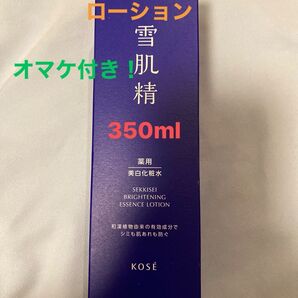 ローション
雪肌精
オマケ付き！
350ml
薬用
美白化粧水
SEKKISEI
BRIGHTENING
ESSENCE LOTION
和漢植物由来の有効成分で
シミも肌あれも防ぐ
KOSÉ